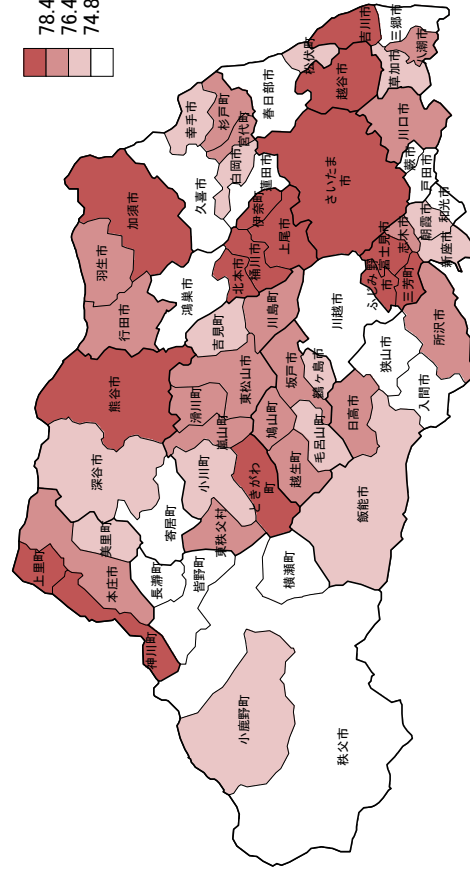 78.4
76.4
74.8
上里町
神川町
本庄市
美里町
深谷市
寄居町
長瀞町
皆野町
小鹿野町
秩父市
横瀬町
東秩父村
小川町
ときがわ
町
嵐山町
滑川町
熊谷市
行田市
羽生市
加須市
鴻巣市
久喜市
幸手市
杉戸町
宮代町
白岡市
蓮田市
春日部市
松伏町
吉川市
三郷市
越谷市
草加市
八潮市
川口市
さいたま
市
伊奈町
上尾市
桶川市
北本市
吉見町
東松山市
川島町
川越市
坂戸市
鶴ヶ島市
鳩山町
越生町
毛呂山町
日高市
飯能市
狭山市
入間市
所沢市
ふじみ野
市
富士見市
三芳町
志木市
朝霞市
新座市
和光市
戸田市
蕨市